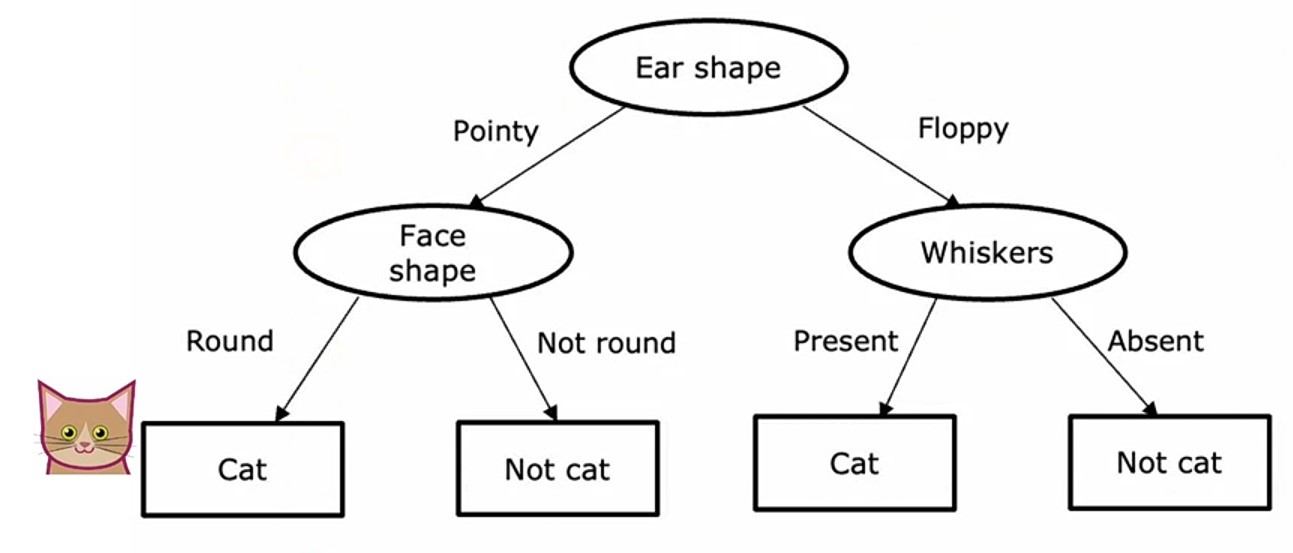 Ear shape
Pointy
Floppy
Face
shape
Whiskers
Round
Not round
Present
Absent
Cat
Not cat
Cat
Not cat